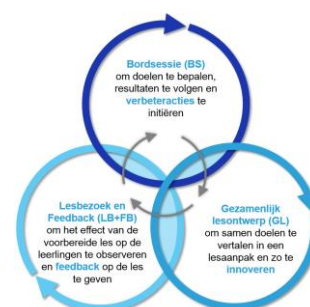 Bordsessie (BS)
om doelen te bepalen,
resultaten te volgen en
verbeteracties te
initiëren
Lesbezoek en
Feedback (LB+FB)
om het effect van de
voorbereide les op de
leerlingen te observeren
en feedback op de les
te geven
Gezamenlijk
lesontwerp (GL)
om samen doelen te
vertalen in een
lesaanpak en zo te
innoveren